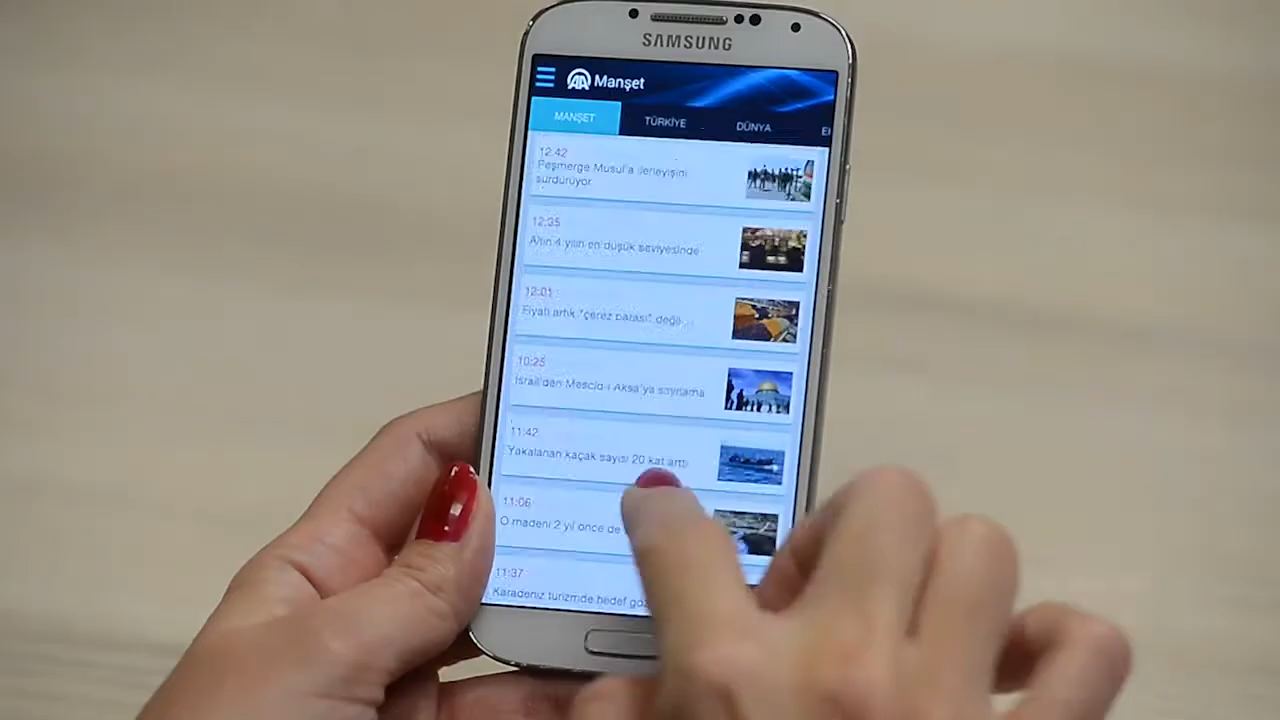 SAMSUNG
AA Manşet
MANŞET TÜRKİYE DÜNYA
12:42
Peşmerge Musul'a ilerleyişini
sürdürüyor
12:35
Altın 4 yılın en düşük seviyesinde
12:01
Fiyatı artık "çerez parası" değil
10:25
İsrail'den Mescid-i Aksa'ya sınırlama
11:42
Yakalanan kaçak sayısı 20 kat arttı
11:06
O madeni 2 yıl önce de
11:37
Karadeniz turizmde hedef